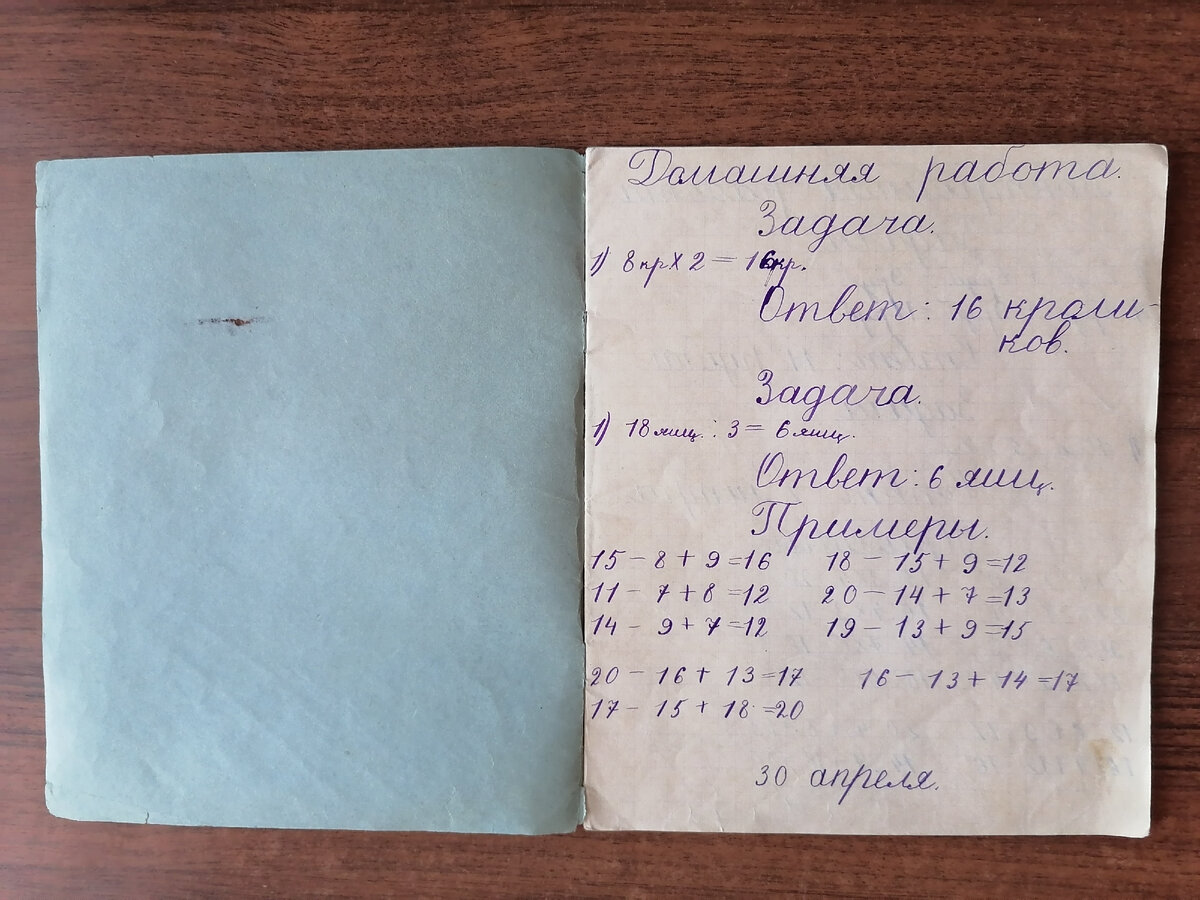 Домашняя работа.
Задача.
1) 8 кр х 2 = 16 кр.
Ответ: 16 кроли-
ков.
Задача.
1) 18 ящ. : 3 = 6 ящ.
Ответ: 6 ящ.
Примеры.
15 - 8 + 9 = 16 18 - 15 + 9 = 12
11 - 7 + 8 = 12 20 - 14 + 7 = 13
14 - 9 + 7 = 12 19 - 13 + 9 = 15
20 - 16 + 13 = 17 16 - 13 + 14 = 17
17 - 15 + 18 = 20
30 апреля.